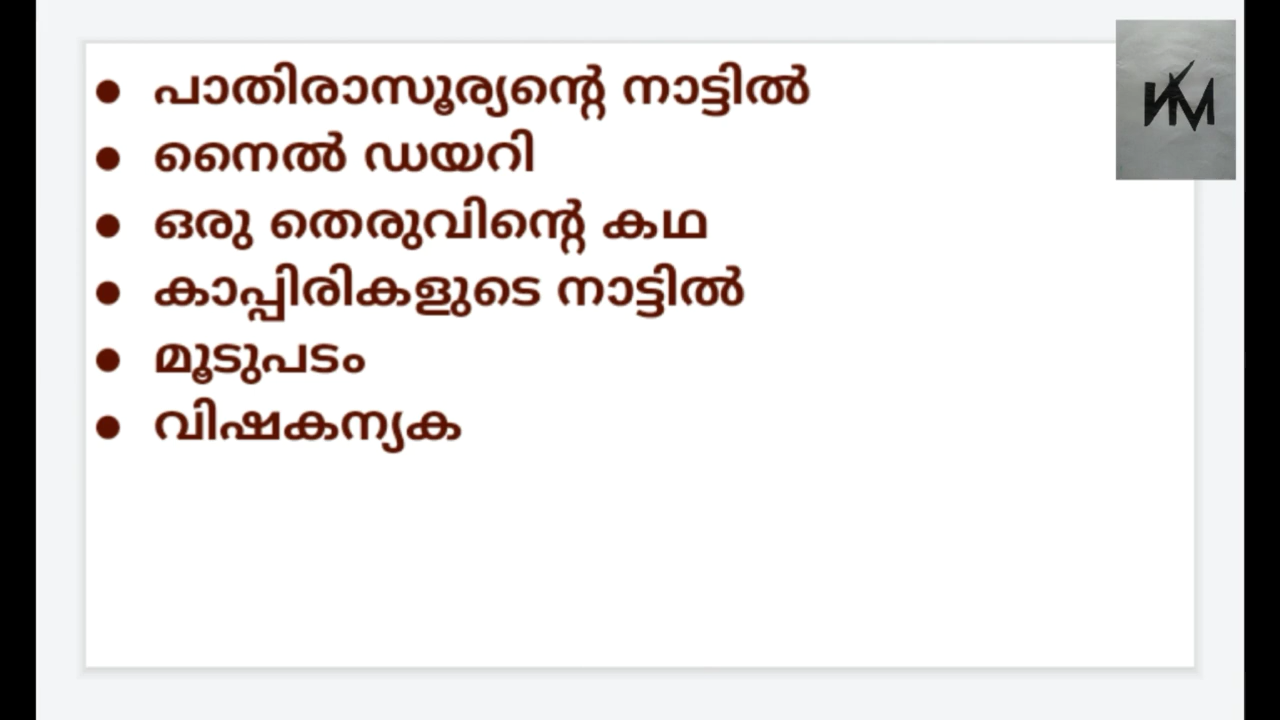 ● പാതിരാസൂര്യന്റെ നാട്ടിൽ
● നൈൽ ഡയറി
● ഒരു തെരുവിന്റെ കഥ
● കാപ്പിരികളുടെ നാട്ടിൽ
● മൂടുപടം
● വിഷകന്യക